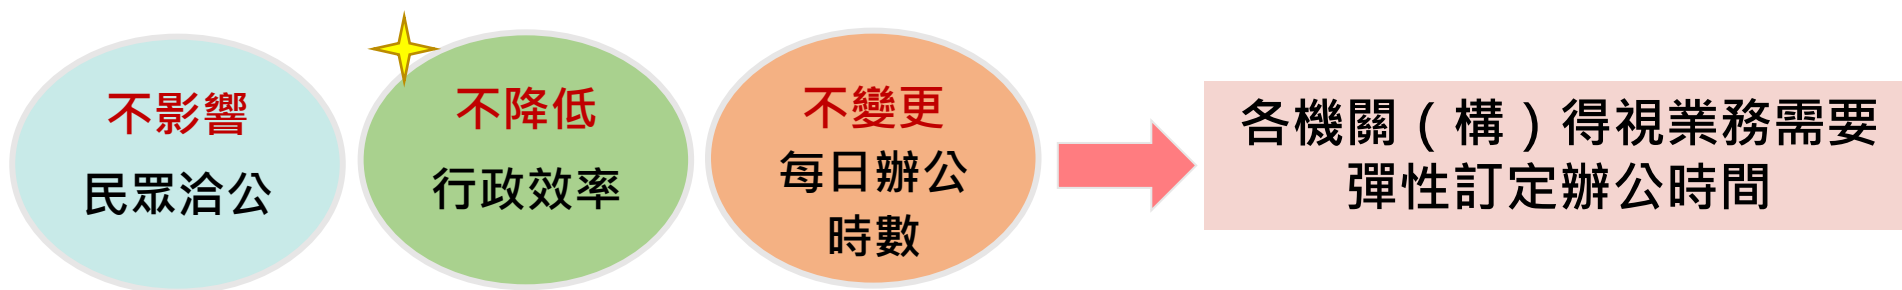 不影響
民眾洽公
不降低
行政效率
不變更
每日辦公
時數
各機關（構）得視業務需要
彈性訂定辦公時間